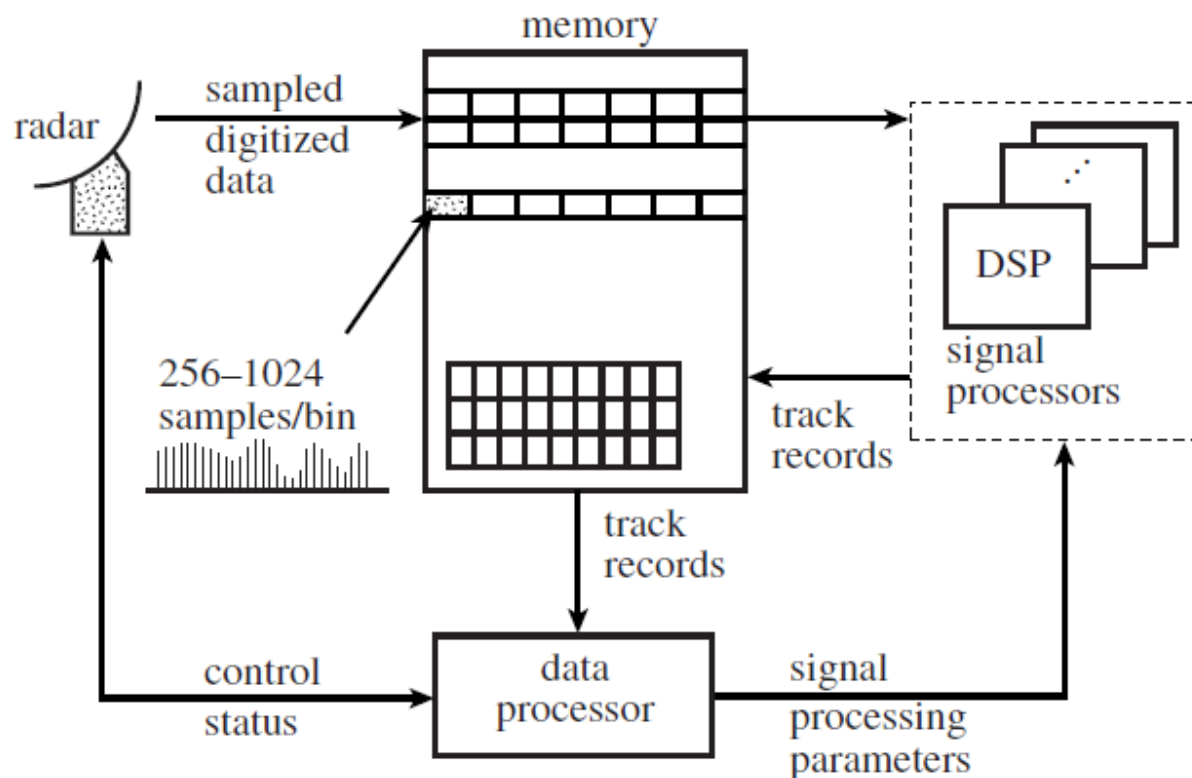 memory
radar
sampled
digitized
data
DSP
signal
processors
256–1024
samples/bin
track
records
track
records
control
status
data
processor
signal
processing
parameters